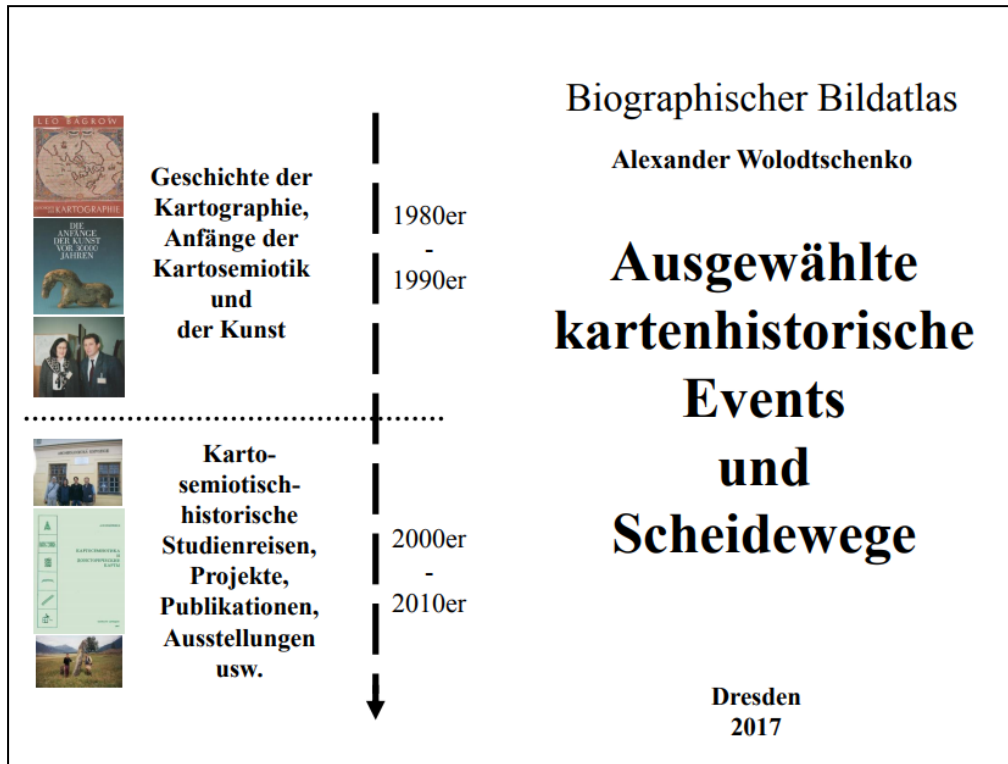 LEO BAGROW
KARTOGRAPHIE
DIE
ANFÄNGE
DER KUNST
VOR 30000
JAHREN
Geschichte der
Kartographie,
Anfänge der
Kartosemiotik
und
der Kunst
1980er
-
1990er
Karto-
semiotisch-
historische
Studienreisen,
Projekte,
Publikationen,
Ausstellungen
usw.
2000er
-
2010er
Biographischer Bildatlas
Alexander Wolodtschenko
Ausgewählte
kartenhistorische
Events
und
Scheidewege
Dresden
2017